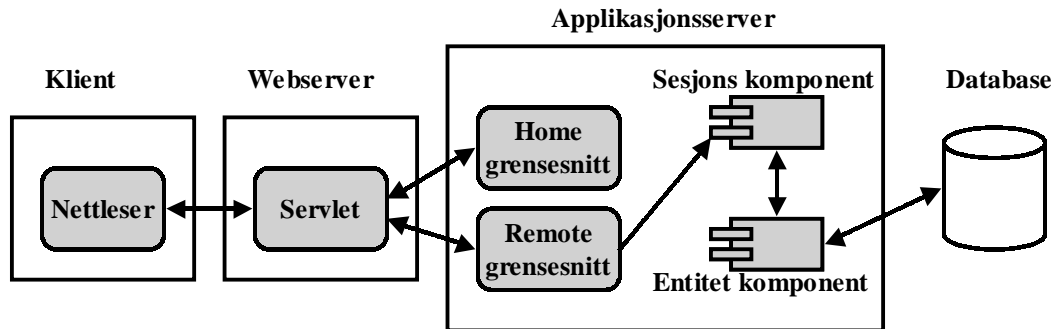 Applikasjonsserver
Klient
Webserver
Sesjons komponent
Database
Home
grensesnitt
Nettleser
Servlet
Remote
grensesnitt
Entitet komponent